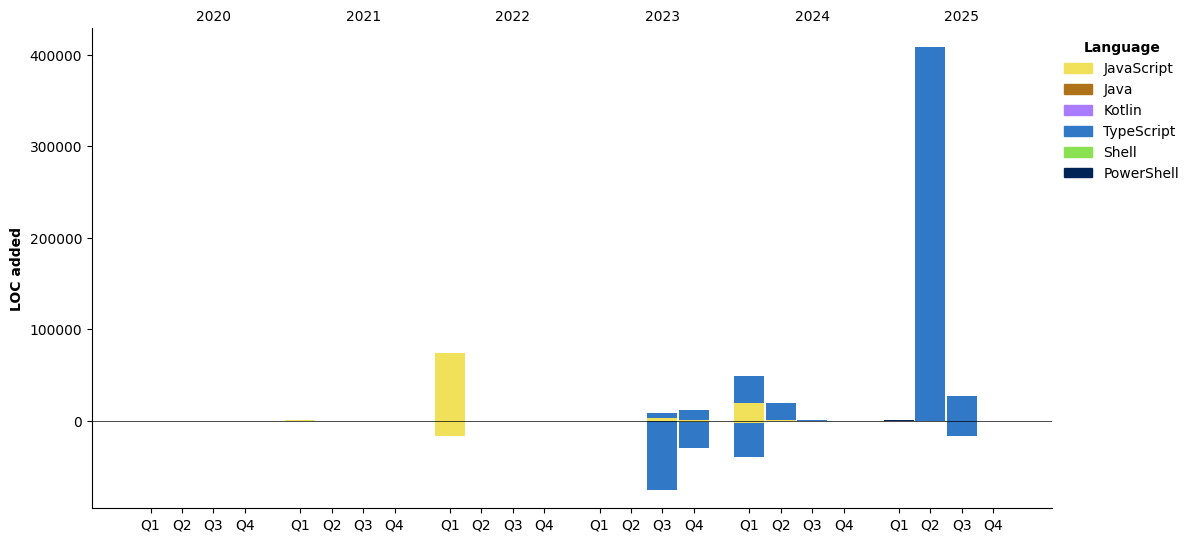 2020 2021 2022 2023 2024 2025
400000
300000
200000
100000
0
LOC added
Q1 Q2 Q3 Q4 Q1 Q2 Q3 Q4 Q1 Q2 Q3 Q4 Q1 Q2 Q3 Q4 Q1 Q2 Q3 Q4 Q1 Q2 Q3 Q4
Language
JavaScript
Java
Kotlin
TypeScript
Shell
PowerShell